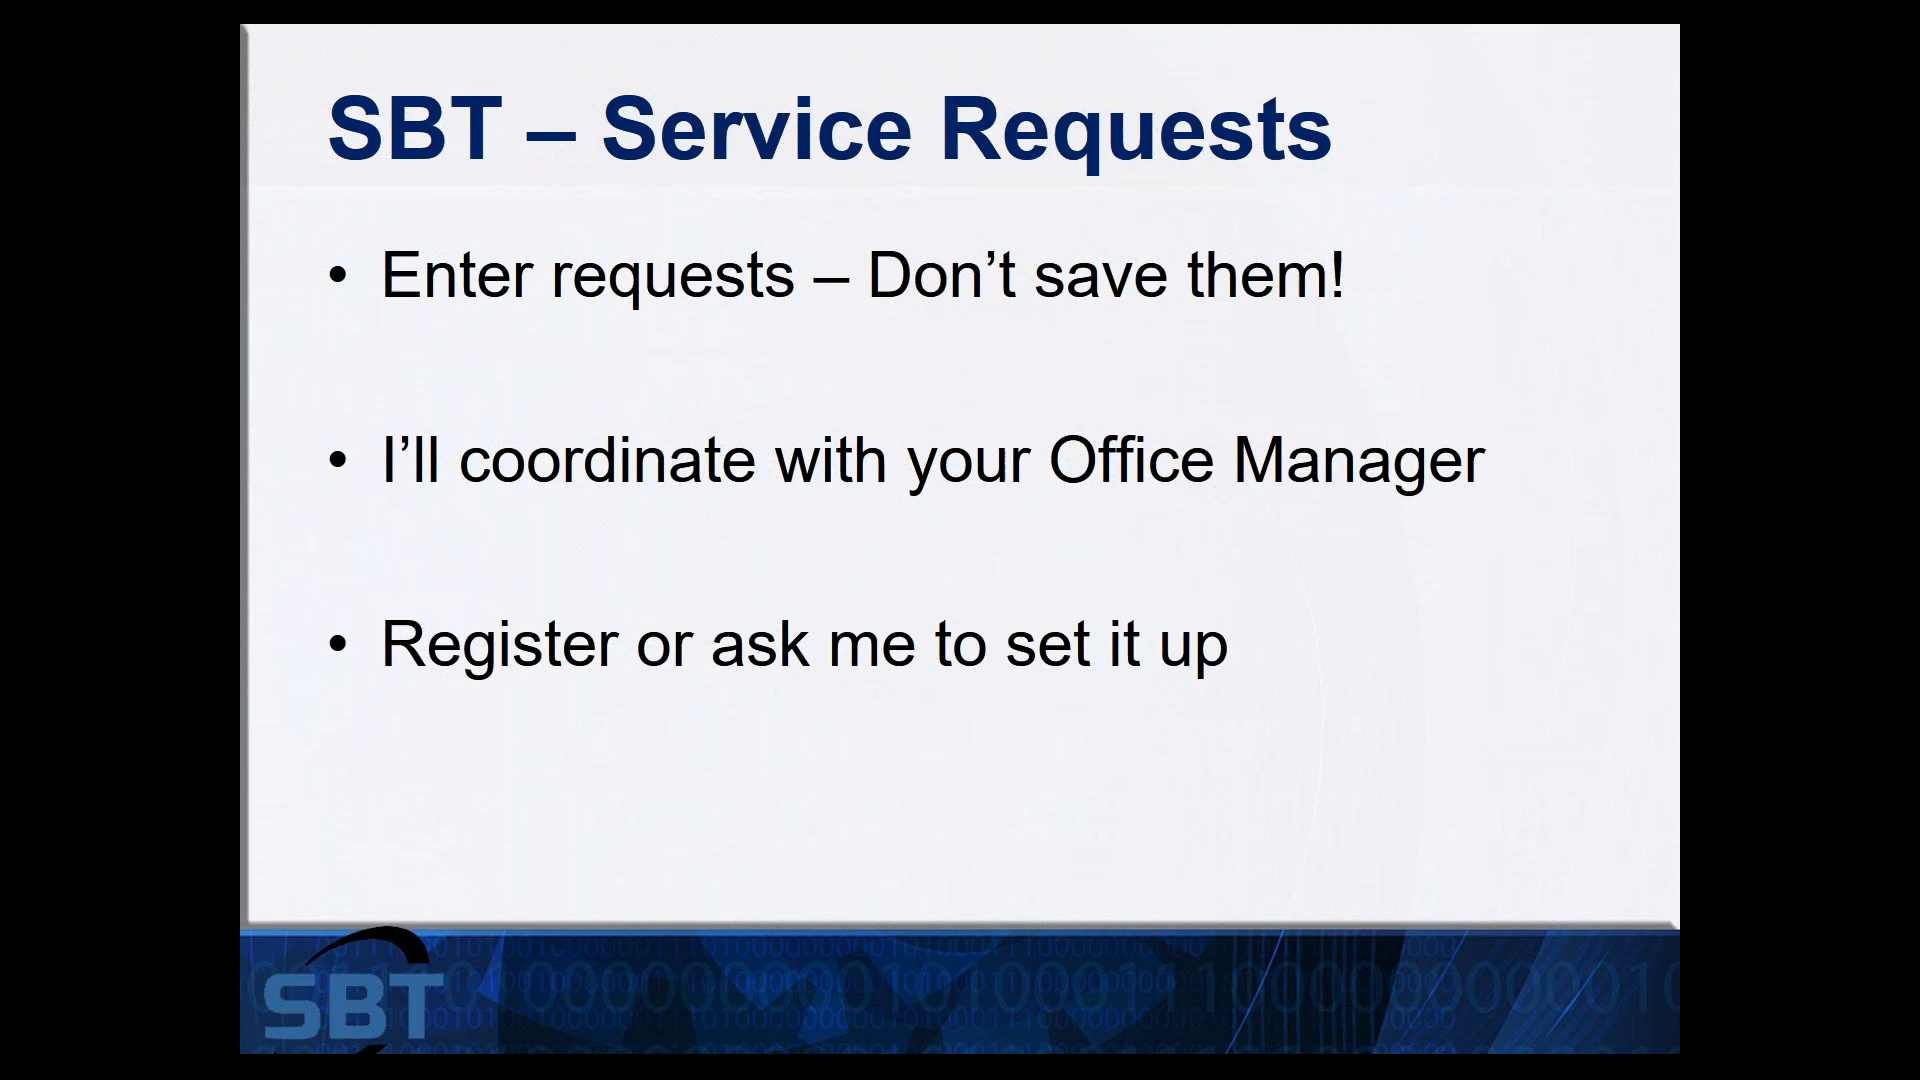 SBT – Service Requests
• Enter requests – Don’t save them!
• I’ll coordinate with your Office Manager
• Register or ask me to set it up
SBT